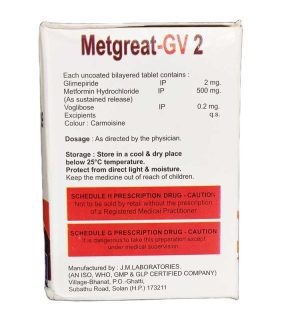 Metgreat-GV 2
Each uncoated bilayered tablet contains :
Glimepiride IP 2 mg.
Metformin Hydrochloride IP 500 mg.
(As sustained release)
Voglibose IP 0.2 mg.
Excipients q.s.
Colour : Carmoisine
Dosage : As directed by the physician.
Storage : Store in a cool & dry place
below 25°C temperature.
Protect from direct light & moisture.
Keep the medicine out of reach of children.
SCHEDULE H PRESCRIPTION DRUG - CAUTION
Not to be sold by retail without the prescription
of a Registered Medical Practitioner.
SCHEDULE G PRESCRIPTION DRUG - CAUTION
It is dangerous to take this preparation except
under medical supervision.
Manufactured by : J.M.LABORATORIES.
(AN ISO, WHO, GMP & GLP CERTIFIED COMPANY)
Village-Bhanat, P.O.-Ghatti,
Subathu Road, Solan (H.P.) 173211